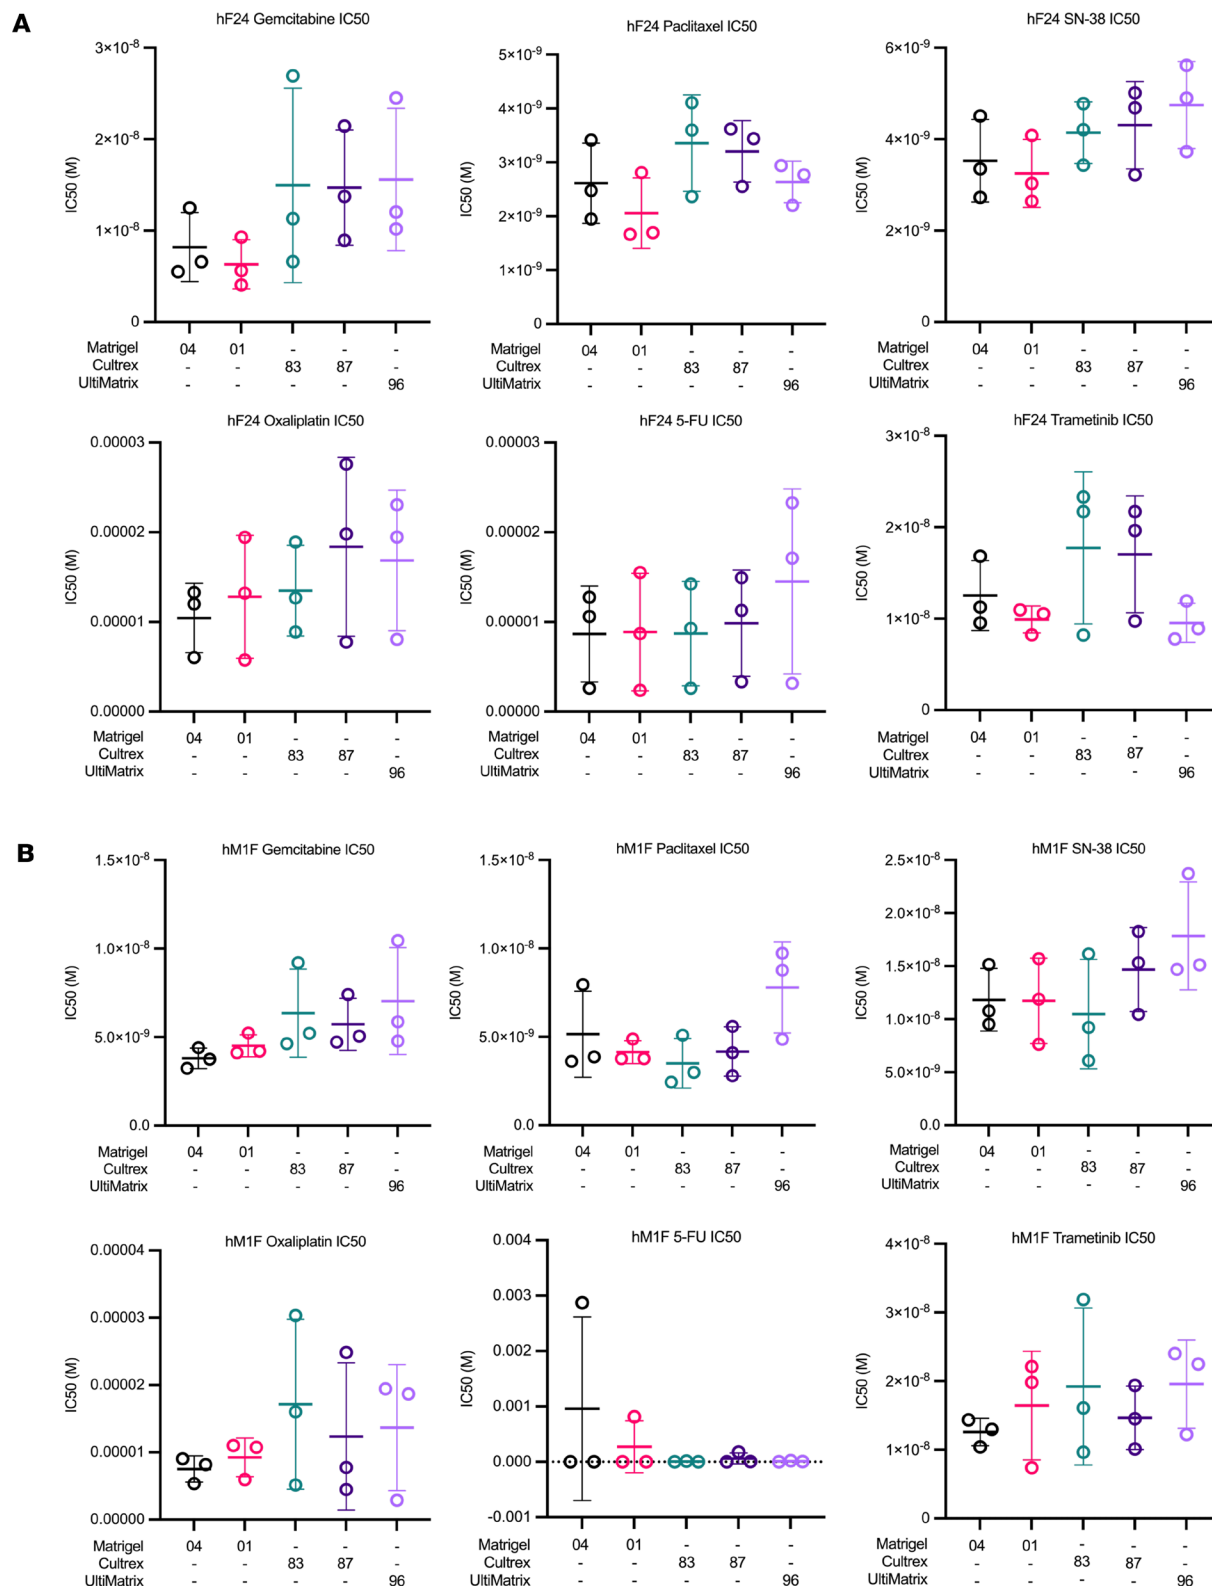 A
hF24 Gemcitabine IC50
IC50 (M)
3×10-8
2×10-8
1×10-8
0
Matrigel 04 01 - - -
Cultrex - - 83 87 -
UltiMatrix - - - - 96
hF24 Paclitaxel IC50
IC50 (M)
5×10-9
4×10-9
3×10-9
2×10-9
1×10-9
0
Matrigel 04 01 - - -
Cultrex - - 83 87 -
UltiMatrix - - - - 96
hF24 SN-38 IC50
IC50 (M)
6×10-9
4×10-9
2×10-9
0
Matrigel 04 01 - - -
Cultrex - - 83 87 -
UltiMatrix - - - - 96
hF24 Oxaliplatin IC50
IC50 (M)
0.00003
0.00002
0.00001
0.00000
Matrigel 04 01 - - -
Cultrex - - 83 87 -
UltiMatrix - - - - 96
hF24 5-FU IC50
IC50 (M)
0.00003
0.00002
0.00001
0.00000
Matrigel 04 01 - - -
Cultrex - - 83 87 -
UltiMatrix - - - - 96
hF24 Trametinib IC50
IC50 (M)
3×10-8
2×10-8
1×10-8
0
Matrigel 04 01 - - -
Cultrex - - 83 87 -
UltiMatrix - - - - 96
B
hM1F Gemcitabine IC50
IC50 (M)
1.5×10-8
1.0×10-8
5.0×10-9
0.0
Matrigel 04 01 - - -
Cultrex - - 83 87 -
UltiMatrix - - - - 96
hM1F Paclitaxel IC50
IC50 (M)
1.5×10-8
1.0×10-8
5.0×10-9
0.0
Matrigel 04 01 - - -
Cultrex - - 83 87 -
UltiMatrix - - - - 96
hM1F SN-38 IC50
IC50 (M)
2.5×10-8
2.0×10-8
1.5×10-8
1.0×10-8
5.0×10-9
0.0
Matrigel 04 01 - - -
Cultrex - - 83 87 -
UltiMatrix - - - - 96
hM1F Oxaliplatin IC50
IC50 (M)
0.00004
0.00003
0.00002
0.00001
0.00000
Matrigel 04 01 - - -
Cultrex - - 83 87 -
UltiMatrix - - - - 96
hM1F 5-FU IC50
IC50 (M)
0.004
0.003
0.002
0.001
0.000
-0.001
Matrigel 04 01 - - -
Cultrex - - 83 87 -
UltiMatrix - - - - 96
hM1F Trametinib IC50
IC50 (M)
4×10-8
3×10-8
2×10-8
1×10-8
0
Matrigel 04 01 - - -
Cultrex - - 83 87 -
UltiMatrix - - - - 96